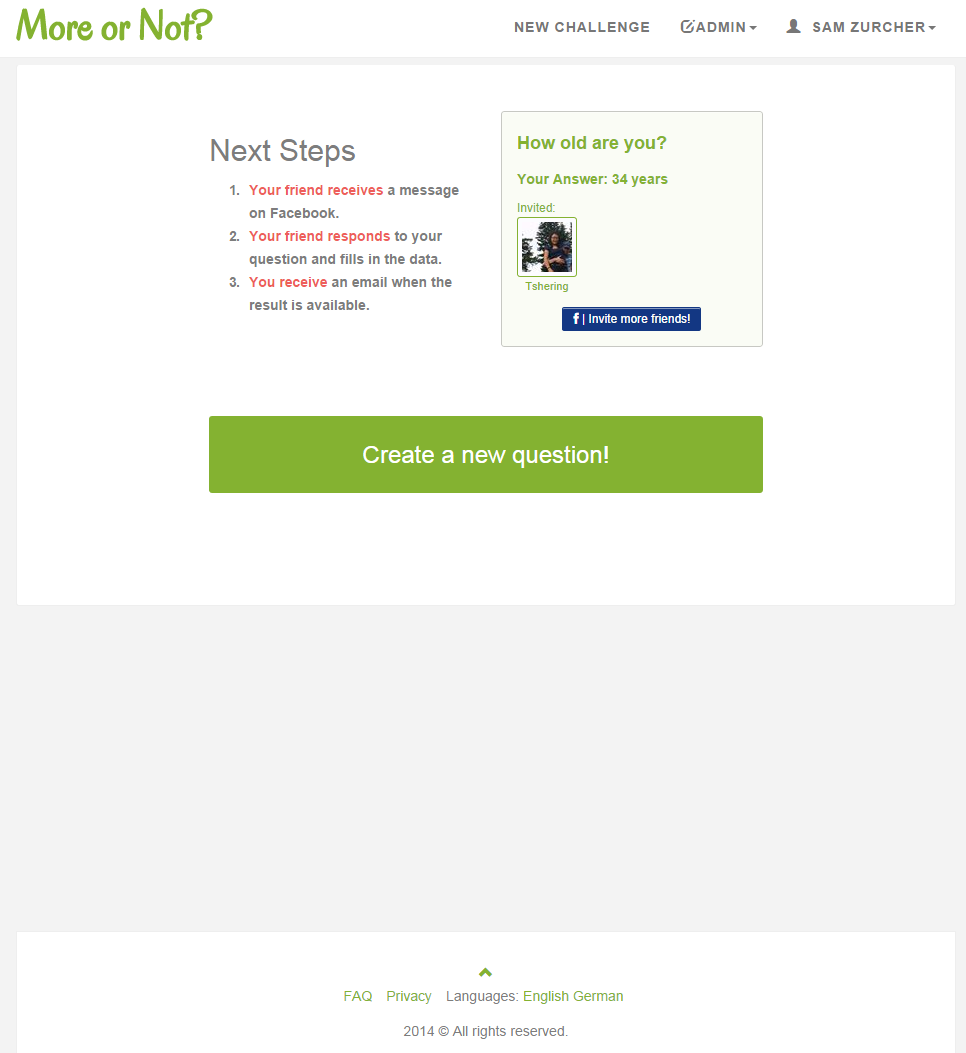 More or Not?
NEW CHALLENGE
ADMIN
SAM ZURCHER
Next Steps
1. Your friend receives a message
on Facebook.
2. Your friend responds to your
question and fills in the data.
3. You receive an email when the
result is available.
How old are you?
Your Answer: 34 years
Invited:
Tshering
f | Invite more friends!
Create a new question!
FAQ Privacy Languages: English German
2014 © All rights reserved.